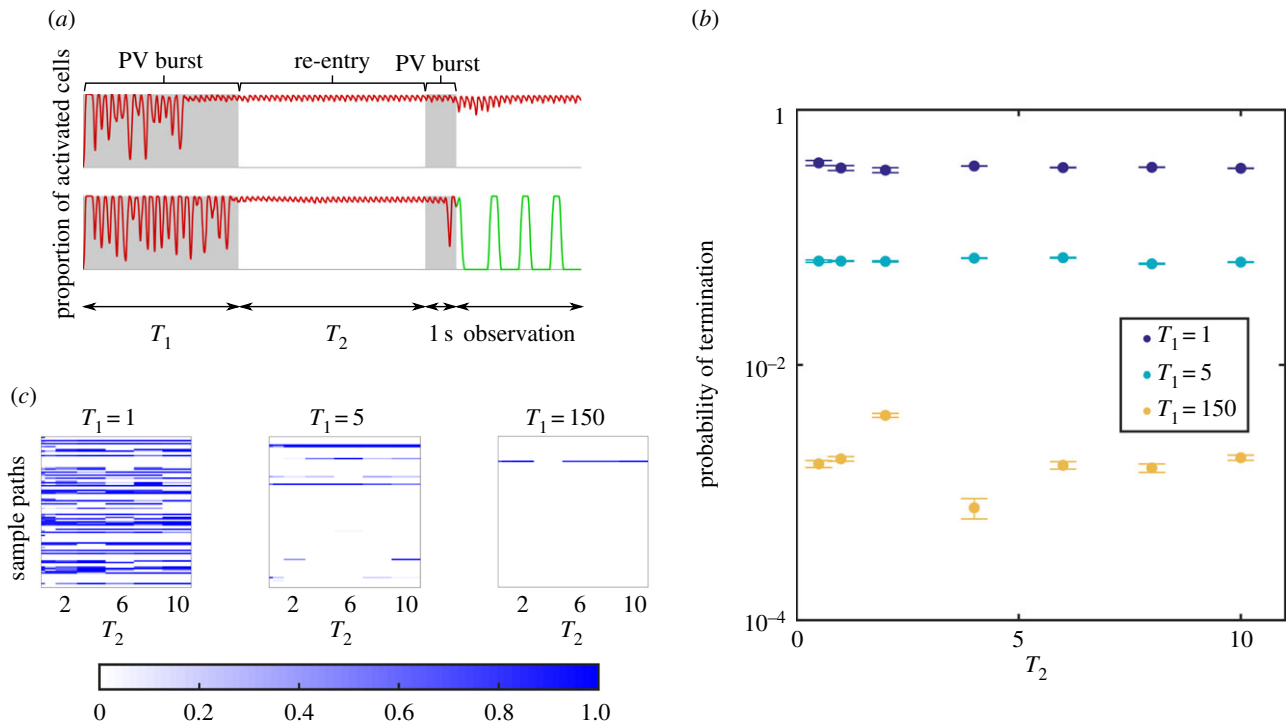 (a)
PV burst re-entry PV burst
proportion of activated cells
T1 T2 1 s observation
(b)
1
10−2
10−4
probability of termination
T1 = 1
T1 = 5
T1 = 150
0 5 10
T2
(c)
T1 = 1 T1 = 5 T1 = 150
sample paths
2 6 10 2 6 10 2 6 10
T2 T2 T2
0 0.2 0.4 0.6 0.8 1.0